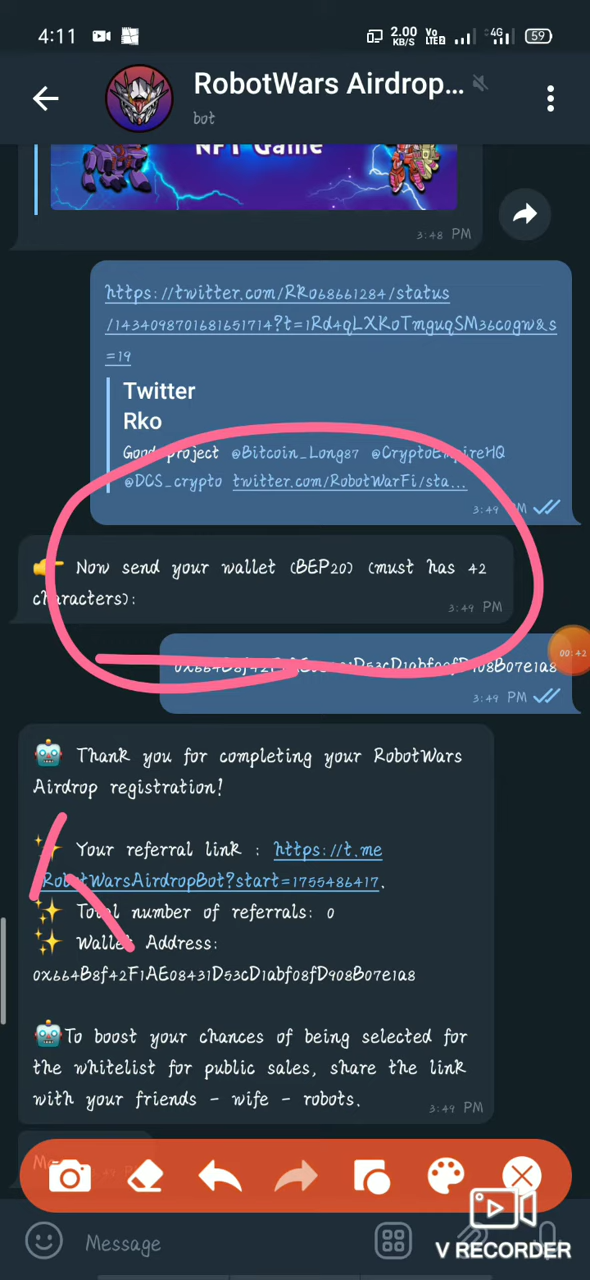 4:11 2.00 KB/S Vo LTE2 4G 59
RobotWars Airdrop...
bot
NFT Game
3:48 PM
https://twitter.com/Rko68661284/status
/1434098701681651714?t=1Rd4qLXKoTmguqSM36cogw&s
=19
Twitter
Rko
Good project @Bitcoin_Long87 @CryptoEmpireHQ
@DCS_crypto twitter.com/RobotWarFi/sta...
3:49 PM
👉 Now send your wallet (BEP20) (must has 42
characters):
3:49 PM
00:42
3:49 PM
🤖 Thank you for completing your RobotWars
Airdrop registration!
✨ Your referral link : https://t.me
RobotWarsAirdropBot?start=1755486417.
✨ Total number of referrals: 0
✨ Wallet Address:
0x664B8f42F1AE08431D53cD1abf08fD908B07e1a8
🤖To boost your chances of being selected for
the whitelist for public sales, share the link
with your friends - wife - robots.
3:49 PM
Message
V RECORDER